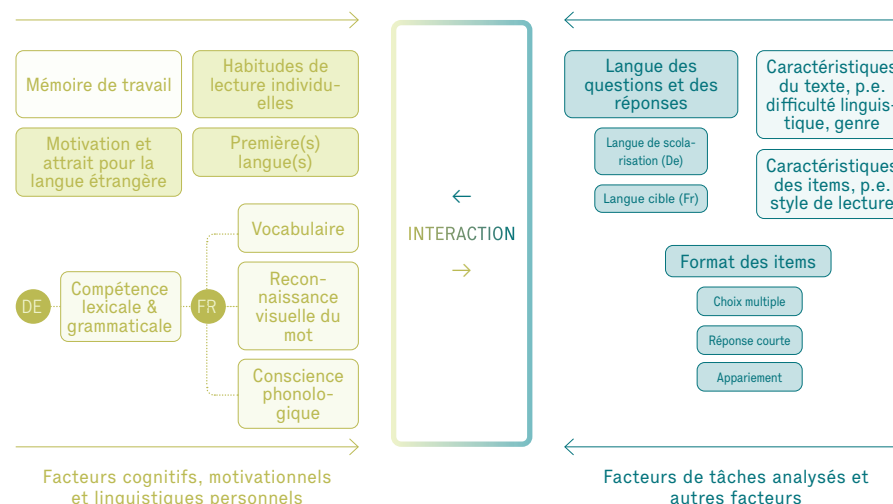 Mémoire de travail
Habitudes de
lecture individu-
elles
Motivation et
attrait pour la
langue étrangère
Première(s)
langue(s)
DE
Compétence
lexicale &
grammaticale
FR
Vocabulaire
Recon-
naissance
visuelle du
mot
Conscience
phonolo-
gique
Facteurs cognitifs, motivationnels
et linguistiques personnels
←
INTERACTION
→
Langue des
questions et des
réponses
Langue de scola-
risation (De)
Langue cible (Fr)
Caractéristiques
du texte, p.e.
difficulté linguis-
tique, genre
Caractéristiques
des items, p.e.
style de lecture
Format des items
Choix multiple
Réponse courte
Appariement
Facteurs de tâches analysés et
autres facteurs